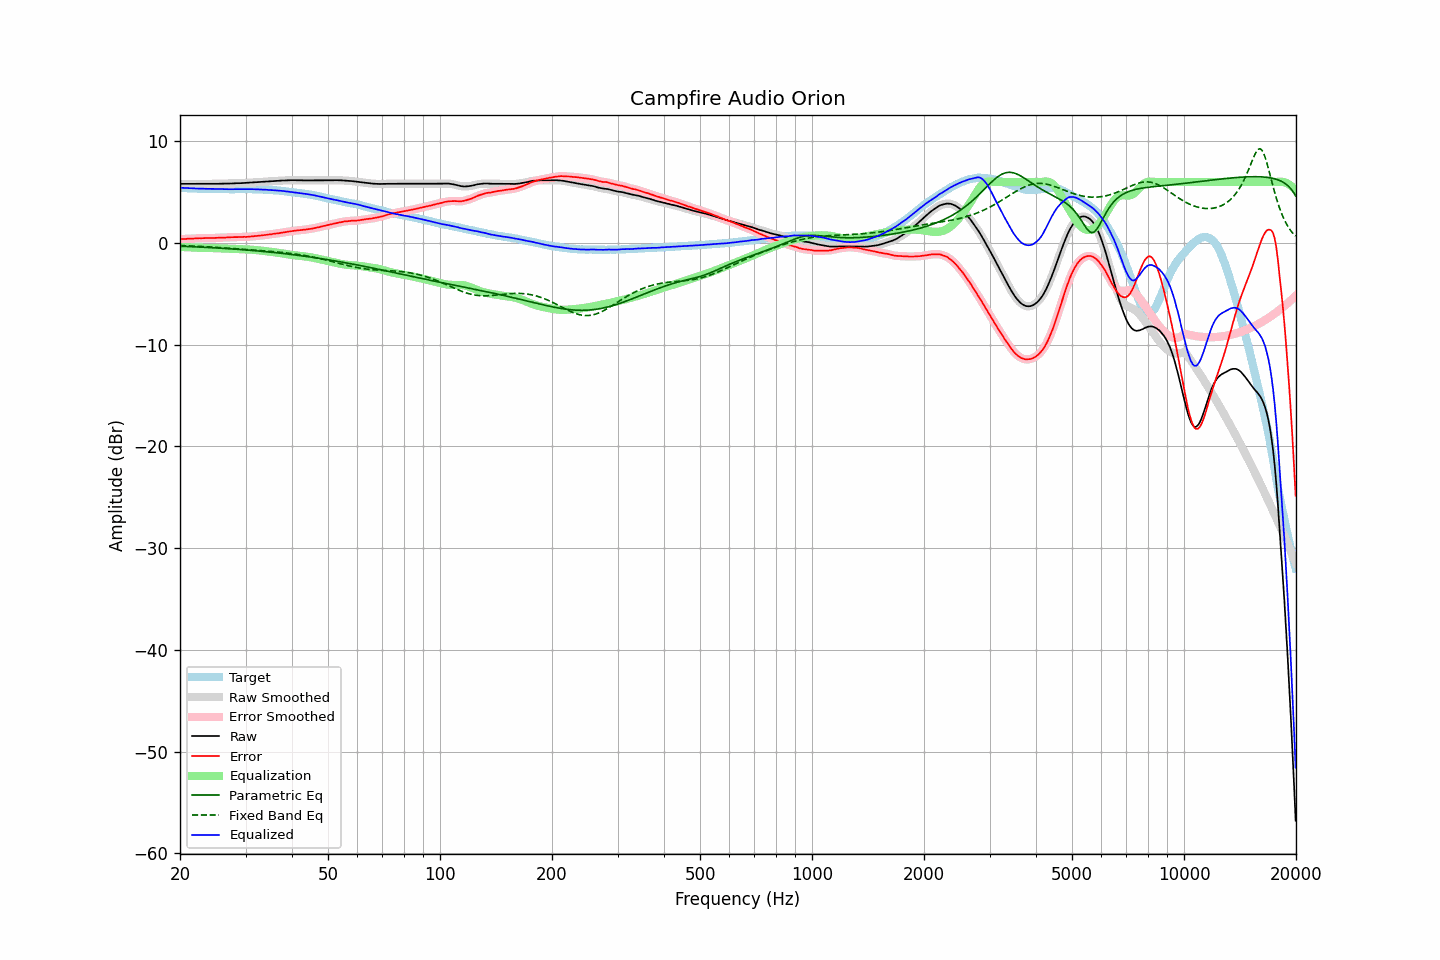 Campfire Audio Orion
10
0
−10
−20
−30
−40
−50
−60
Amplitude (dBr)
Target
Raw Smoothed
Error Smoothed
Raw
Error
Equalization
Parametric Eq
Fixed Band Eq
Equalized
20 50 100 200 500 1000 2000 5000 10000 20000
Frequency (Hz)